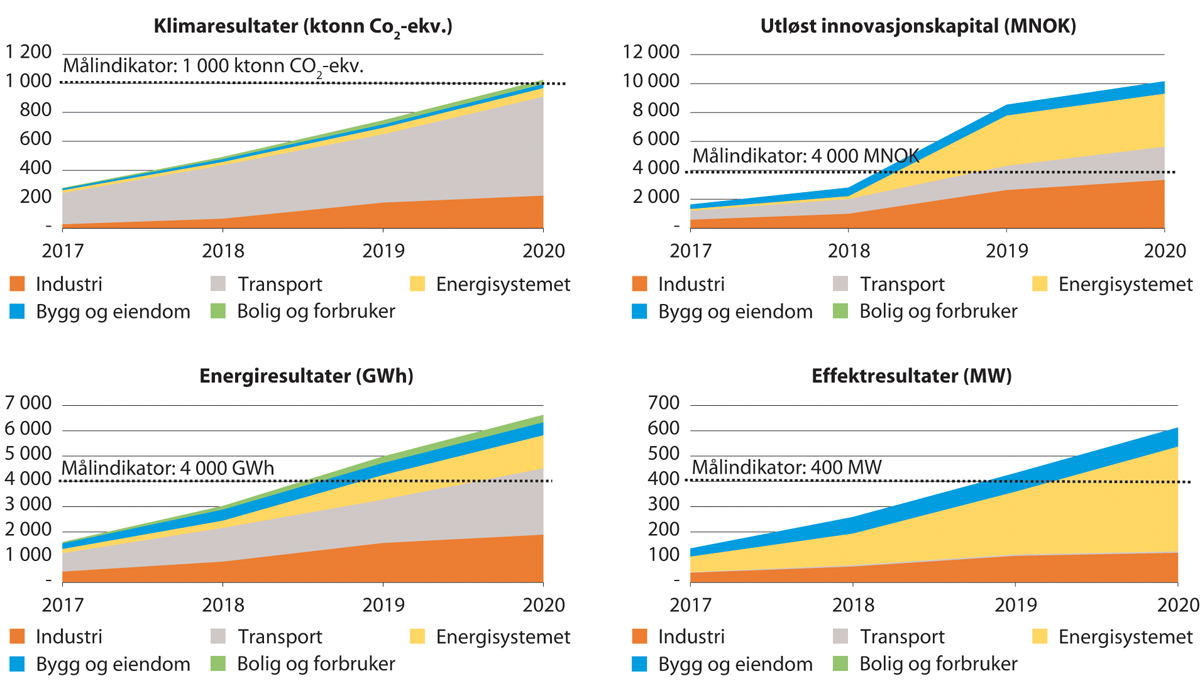 Klimaresultater (ktonn Co₂-ekv.)
1 200
Målindikator: 1 000 ktonn CO₂-ekv.
1 000
800
600
400
200
-
2017 2018 2019 2020
Industri Transport Energisystemet
Bygg og eiendom Bolig og forbruker
Utløst innovasjonskapital (MNOK)
12 000
10 000
8 000
6 000
Målindikator: 4 000 MNOK
4 000
2 000
-
2017 2018 2019 2020
Industri Transport Energisystemet
Bygg og eiendom Bolig og forbruker
Energiresultater (GWh)
7 000
6 000
5 000
Målindikator: 4 000 GWh
4 000
3 000
2 000
1 000
-
2017 2018 2019 2020
Industri Transport Energisystemet
Bygg og eiendom Bolig og forbruker
Effektresultater (MW)
700
600
500
Målindikator: 400 MW
400
300
200
100
-
2017 2018 2019 2020
Industri Transport Energisystemet
Bygg og eiendom Bolig og forbruker